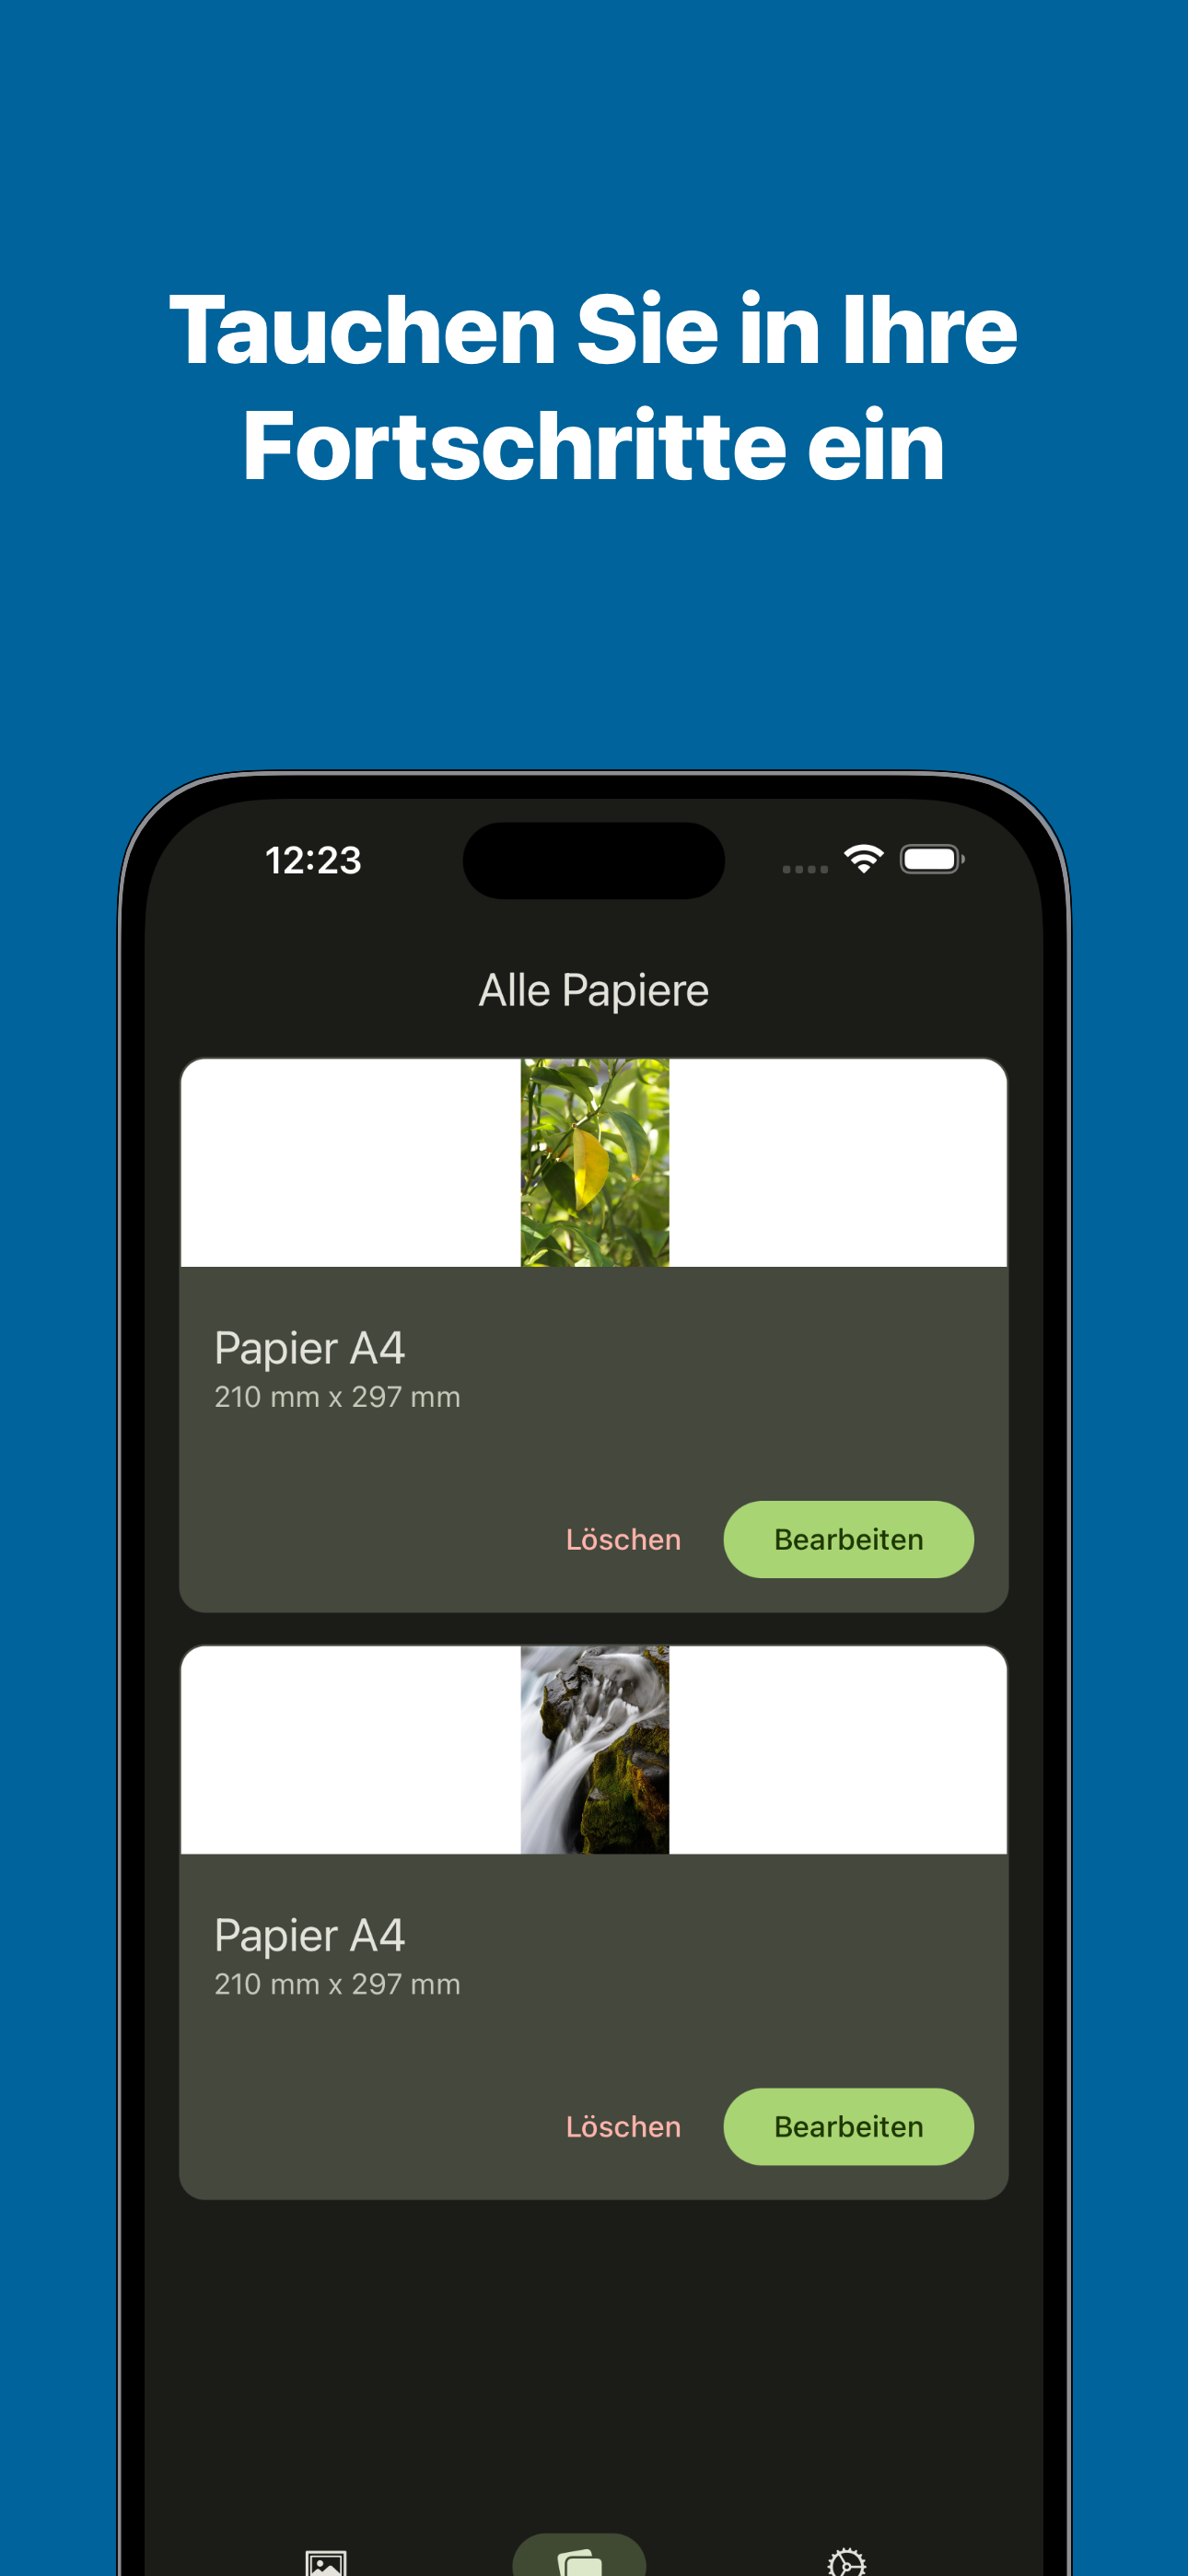 Tauchen Sie in Ihre
Fortschritte ein
12:23
Alle Papiere
Papier A4
210 mm x 297 mm
Löschen Bearbeiten
Papier A4
210 mm x 297 mm
Löschen Bearbeiten